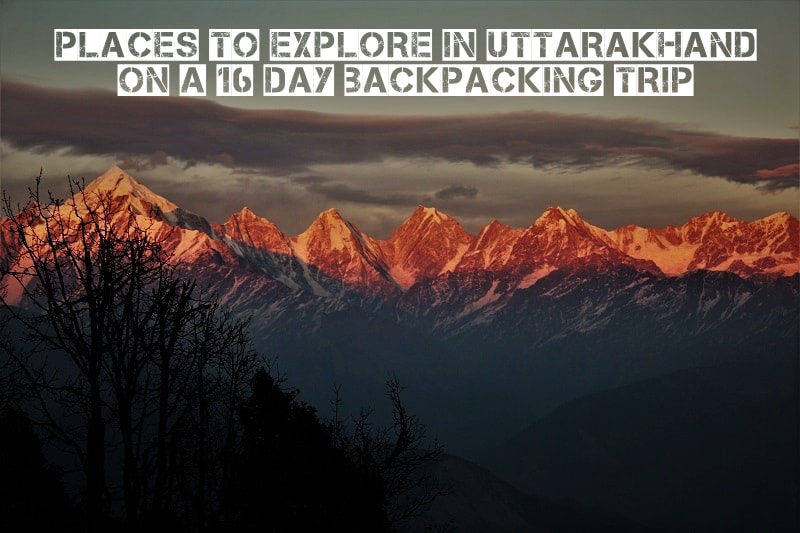 PLACES TO EXPLORE IN UTTARAKHAND
ON A 16 DAY BACKPACKING TRIP